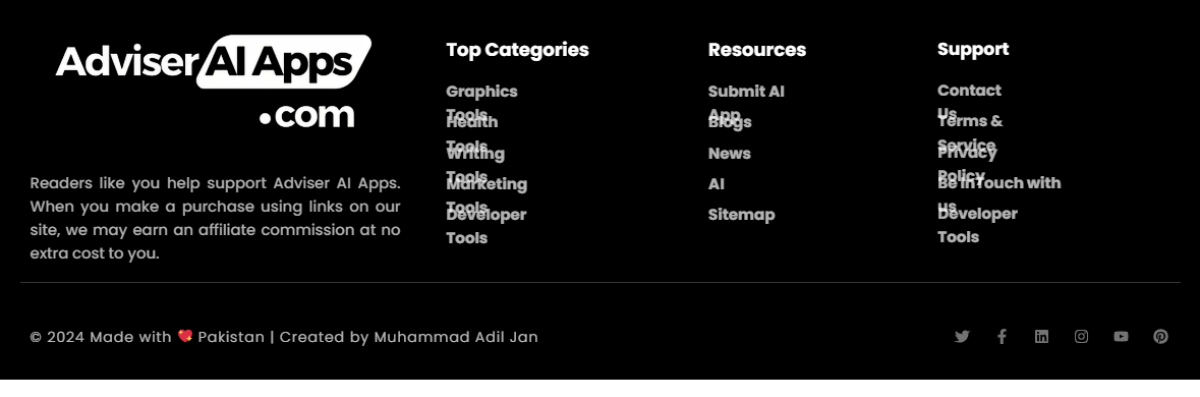 Adviser AI Apps
.com
Readers like you help support Adviser AI Apps.
When you make a purchase using links on our
site, we may earn an affiliate commission at no
extra cost to you.
Top Categories
Graphics
Tools
Health
Tools
Writing
Tools
Marketing
Tools
Developer
Tools
Resources
Submit AI
App
Blogs
News
AI
Sitemap
Support
Contact
Us
Terms &
Service
Privacy
Policy
Be InTouch with
us
Developer
Tools
© 2024 Made with 💖 Pakistan | Created by Muhammad Adil Jan